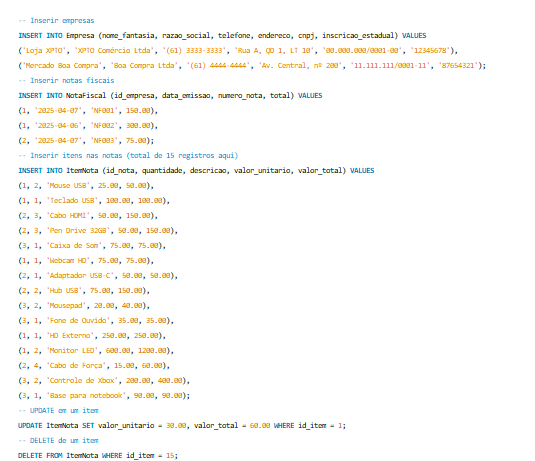 -- Inserir empresas
INSERT INTO Empresa (nome_fantasia, razao_social, telefone, endereco, cnpj, inscricao_estadual) VALUES
('Loja XPTO', 'XPTO Comércio Ltda', '(61) 3333-3333', 'Rua A, QD 1, LT 10', '00.000.000/0001-00', '12345678'),
('Mercado Boa Compra', 'Boa Compra Ltda', '(61) 4444-4444', 'Av. Central, nº 200', '11.111.111/0001-11', '87654321');
-- Inserir notas fiscais
INSERT INTO NotaFiscal (id_empresa, data_emissao, numero_nota, total) VALUES
(1, '2025-04-07', 'NF001', 150.00),
(1, '2025-04-06', 'NF002', 300.00),
(2, '2025-04-07', 'NF003', 75.00);
-- Inserir itens nas notas (total de 15 registros aqui)
INSERT INTO ItemNota (id_nota, quantidade, descricao, valor_unitario, valor_total) VALUES
(1, 2, 'Mouse USB', 25.00, 50.00),
(1, 1, 'Teclado USB', 100.00, 100.00),
(2, 3, 'Cabo HDMI', 50.00, 150.00),
(2, 3, 'Pen Drive 32GB', 50.00, 150.00),
(3, 1, 'Caixa de Som', 75.00, 75.00),
(1, 1, 'Webcam HD', 75.00, 75.00),
(2, 1, 'Adaptador USB-C', 50.00, 50.00),
(2, 2, 'Hub USB', 75.00, 150.00),
(3, 2, 'Mousepad', 20.00, 40.00),
(3, 1, 'Fone de Ouvido', 35.00, 35.00),
(1, 1, 'HD Externo', 250.00, 250.00),
(1, 2, 'Monitor LED', 600.00, 1200.00),
(2, 4, 'Cabo de Força', 15.00, 60.00),
(3, 2, 'Controle de Xbox', 200.00, 400.00),
(3, 1, 'Base para notebook', 90.00, 90.00);
-- UPDATE em um item
UPDATE ItemNota SET valor_unitario = 30.00, valor_total = 60.00 WHERE id_item = 1;
-- DELETE de um item
DELETE FROM ItemNota WHERE id_item = 15;